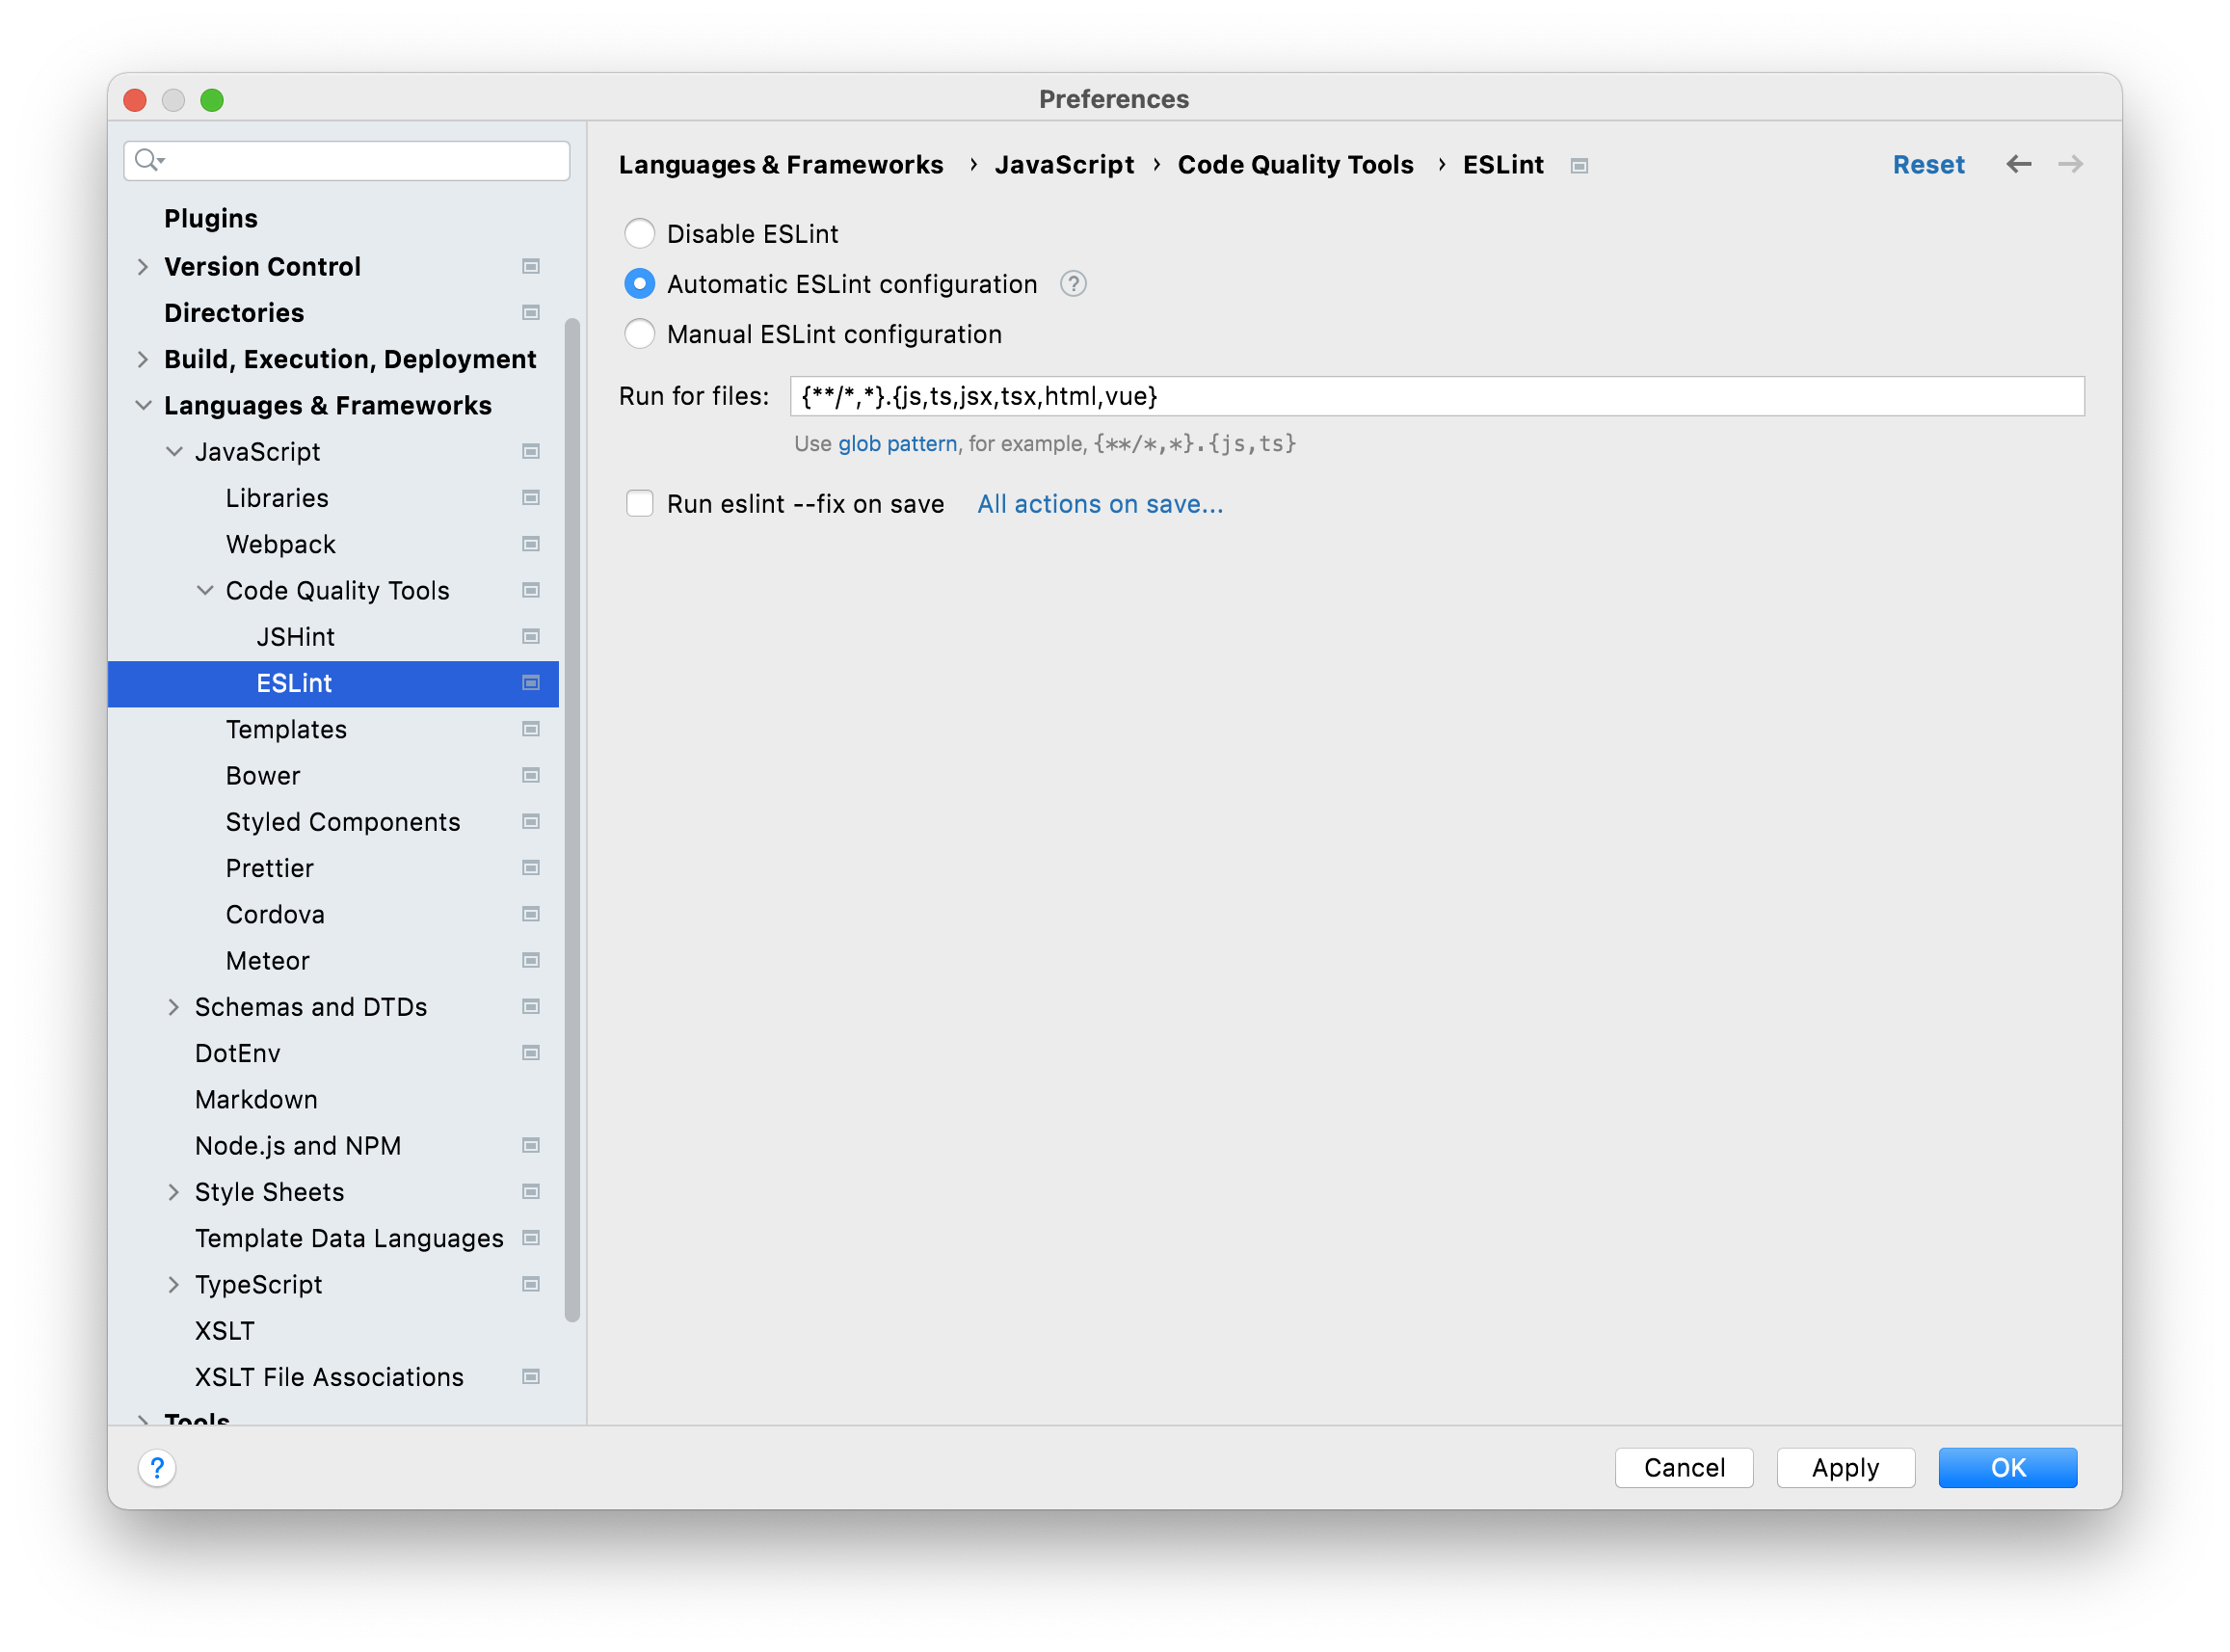 Preferences
Languages & Frameworks › JavaScript › Code Quality Tools › ESLint
Reset
Plugins
Version Control
Directories
Build, Execution, Deployment
Languages & Frameworks
JavaScript
Libraries
Webpack
Code Quality Tools
JSHint
ESLint
Templates
Bower
Styled Components
Prettier
Cordova
Meteor
Schemas and DTDs
DotEnv
Markdown
Node.js and NPM
Style Sheets
Template Data Languages
TypeScript
XSLT
XSLT File Associations
Tools
Disable ESLint
Automatic ESLint configuration ?
Manual ESLint configuration
Run for files: {**/*,*}.{js,ts,jsx,tsx,html,vue}
Use glob pattern, for example, {**/*,*}.{js,ts}
Run eslint --fix on save All actions on save...
?
Cancel
Apply
OK